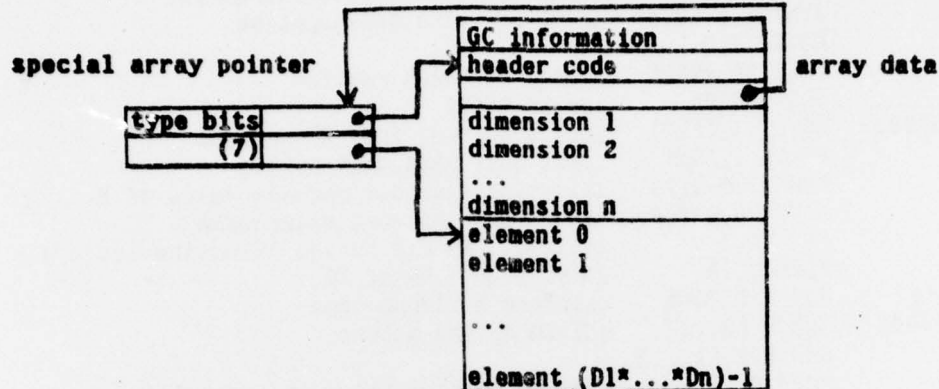 special array pointer
type bits
(7)
GC information
header code
array data
dimension 1
dimension 2
...
dimension n
element 0
element 1
...
element (D1*...*Dn)-1